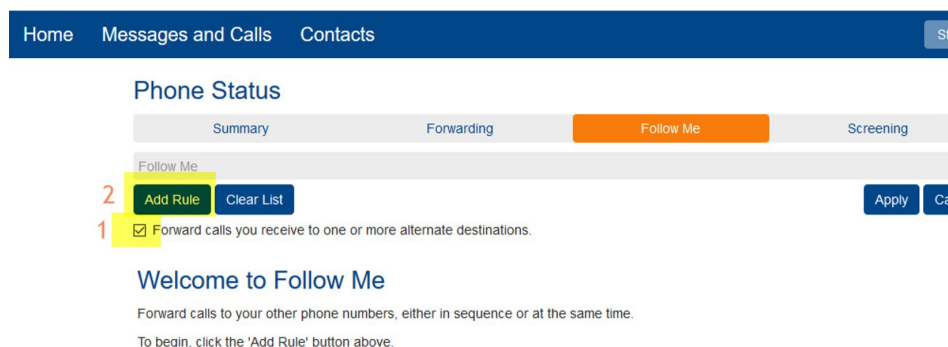 Home Messages and Calls Contacts
Phone Status
Summary Forwarding Follow Me Screening
Follow Me
2 Add Rule Clear List Apply
1 Forward calls you receive to one or more alternate destinations.
Welcome to Follow Me
Forward calls to your other phone numbers, either in sequence or at the same time.
To begin, click the 'Add Rule' button above.